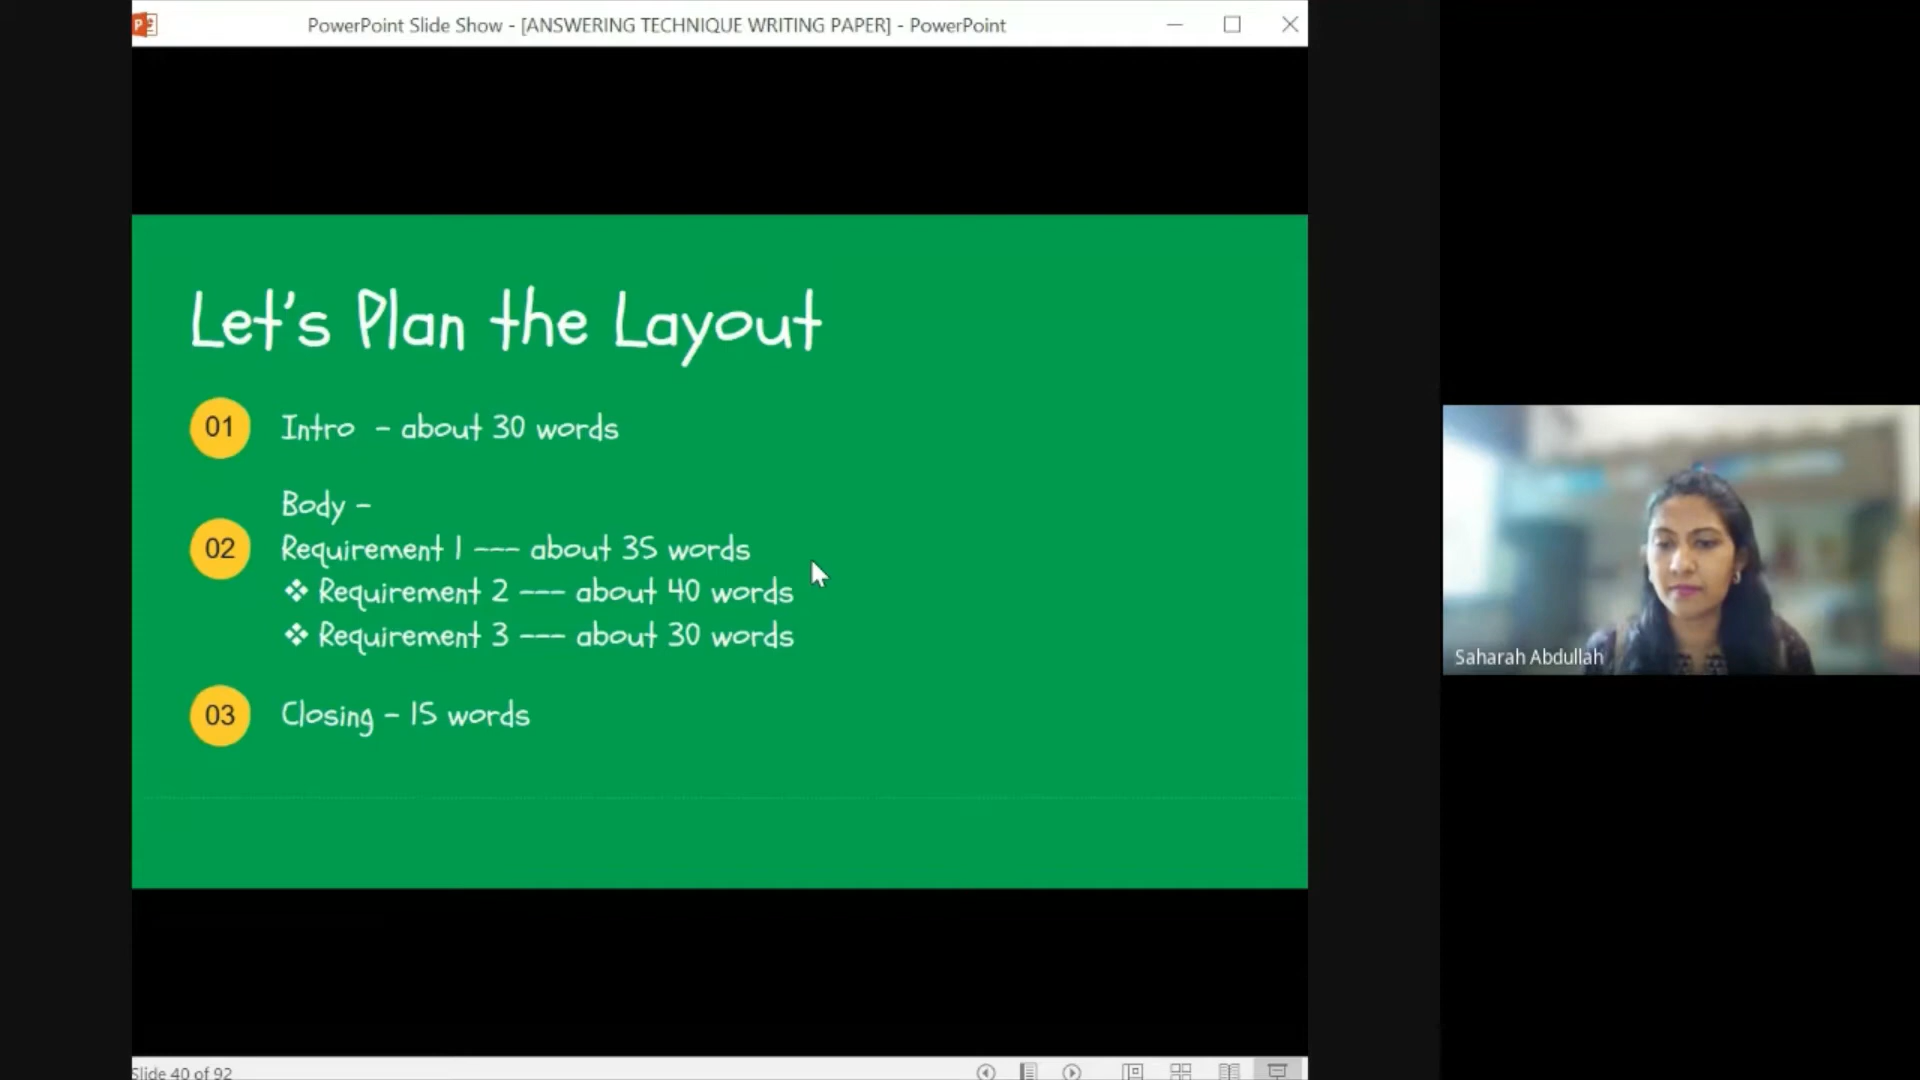 PowerPoint Slide Show - [ANSWERING TECHNIQUE WRITING PAPER] - PowerPoint
Let's Plan the Layout
01 Intro - about 30 words
Body -
02 Requirement 1 --- about 35 words
❖ Requirement 2 --- about 40 words
❖ Requirement 3 --- about 30 words
03 Closing - 15 words
Saharah Abdullah
Slide 40 of 92